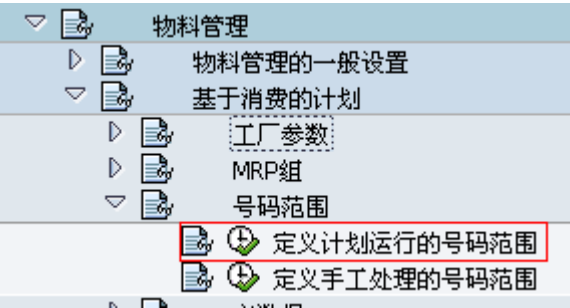 物料管理
物料管理的一般设置
基于消费的计划
工厂参数
MRP组
号码范围
定义计划运行的号码范围
定义手工处理的号码范围